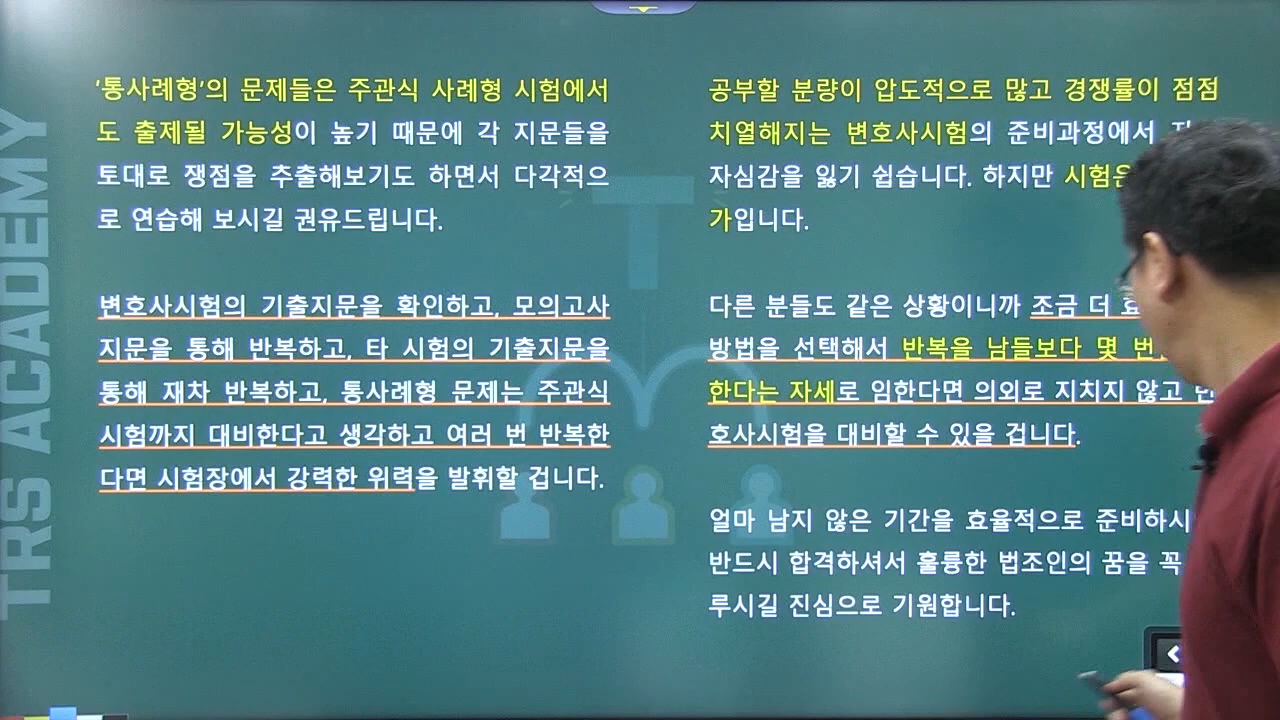 TRS ACADEMY
'통사례형'의 문제들은 주관식 사례형 시험에서
도 출제될 가능성이 높기 때문에 각 지문들을
토대로 쟁점을 추출해보기도 하면서 다각적으
로 연습해 보시길 권유드립니다.
변호사시험의 기출지문을 확인하고, 모의고사
지문을 통해 반복하고, 타 시험의 기출지문을
통해 재차 반복하고, 통사례형 문제는 주관식
시험까지 대비한다고 생각하고 여러 번 반복한
다면 시험장에서 강력한 위력을 발휘할 겁니다.
공부할 분량이 압도적으로 많고 경쟁률이 점점
치열해지는 변호사시험의 준비과정에서
자심감을 잃기 쉽습니다. 하지만 시험은
가입니다.
다른 분들도 같은 상황이니까 조금 더
방법을 선택해서 반복을 남들보다 몇
한다는 자세로 임한다면 의외로 지치지 않고
호사시험을 대비할 수 있을 겁니다.
얼마 남지 않은 기간을 효율적으로 준비하시
반드시 합격하셔서 훌륭한 법조인의 꿈을 꼭
루시길 진심으로 기원합니다.